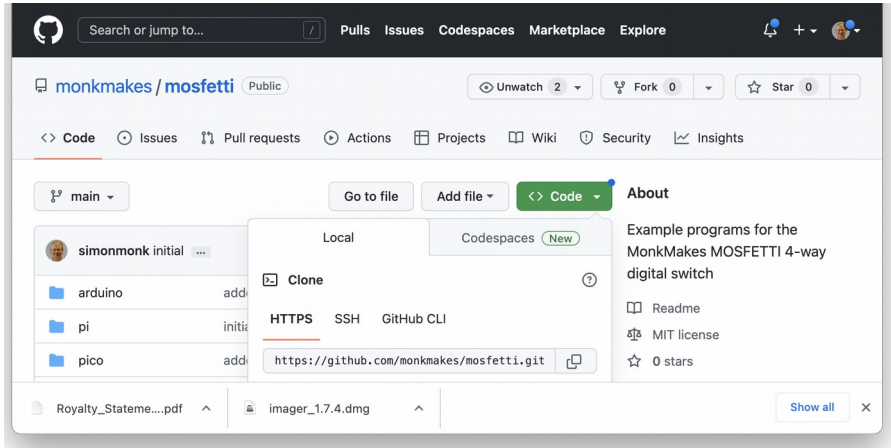 Search or jump to... / Pulls Issues Codespaces Marketplace Explore
monkmakes / mosfetti Public Unwatch 2 Fork 0 Star 0
<> Code Issues Pull requests Actions Projects Wiki Security Insights
main Go to file Add file <> Code About
Example programs for the
MonkMakes MOSFETTI 4-way
digital switch
simonmonk initial ...
Local Codespaces New
Clone
arduino
HTTPS SSH GitHub CLI
Readme
pi
MIT license
pico https://github.com/monkmakes/mosfetti.git
0 stars
Royalty_Stateme....pdf imager_1.7.4.dmg Show all